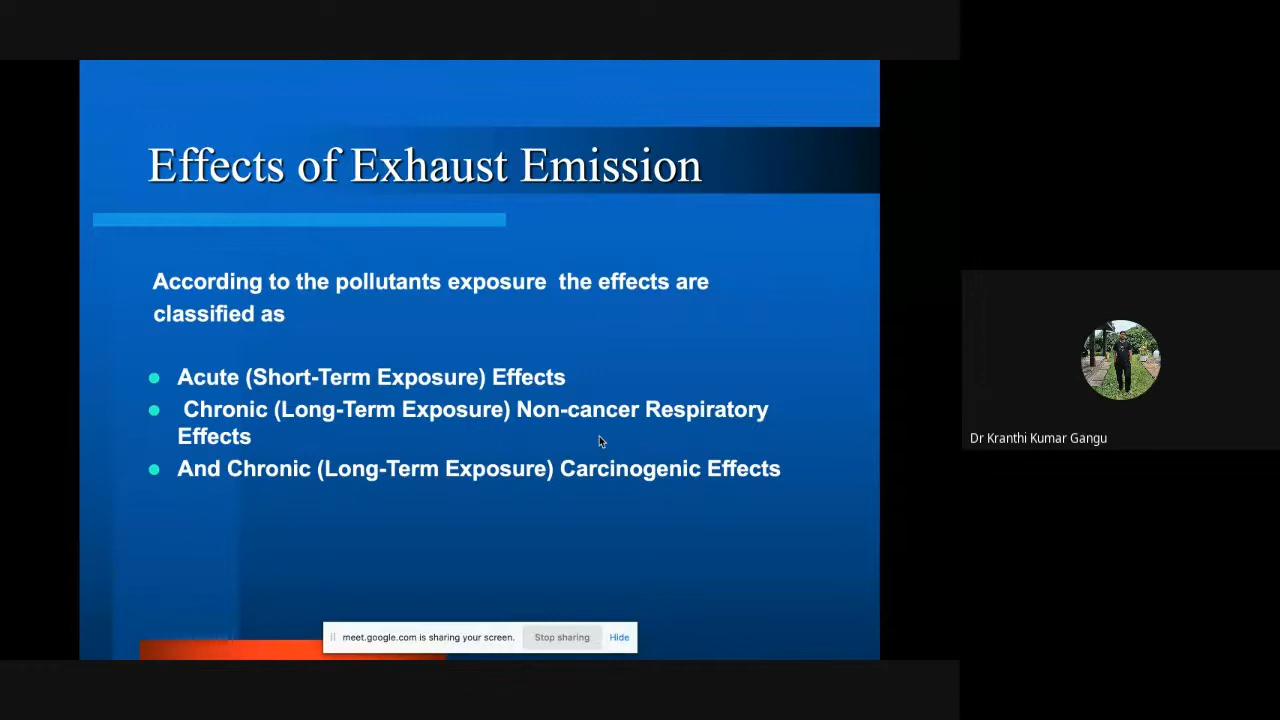 Effects of Exhaust Emission
According to the pollutants exposure  the effects are
classified as
Acute (Short-Term Exposure) Effects
Chronic (Long-Term Exposure) Non-cancer Respiratory
Effects
And Chronic (Long-Term Exposure) Carcinogenic Effects
meet.google.com is sharing your screen. Stop sharing Hide
Dr Kranthi Kumar Gangu